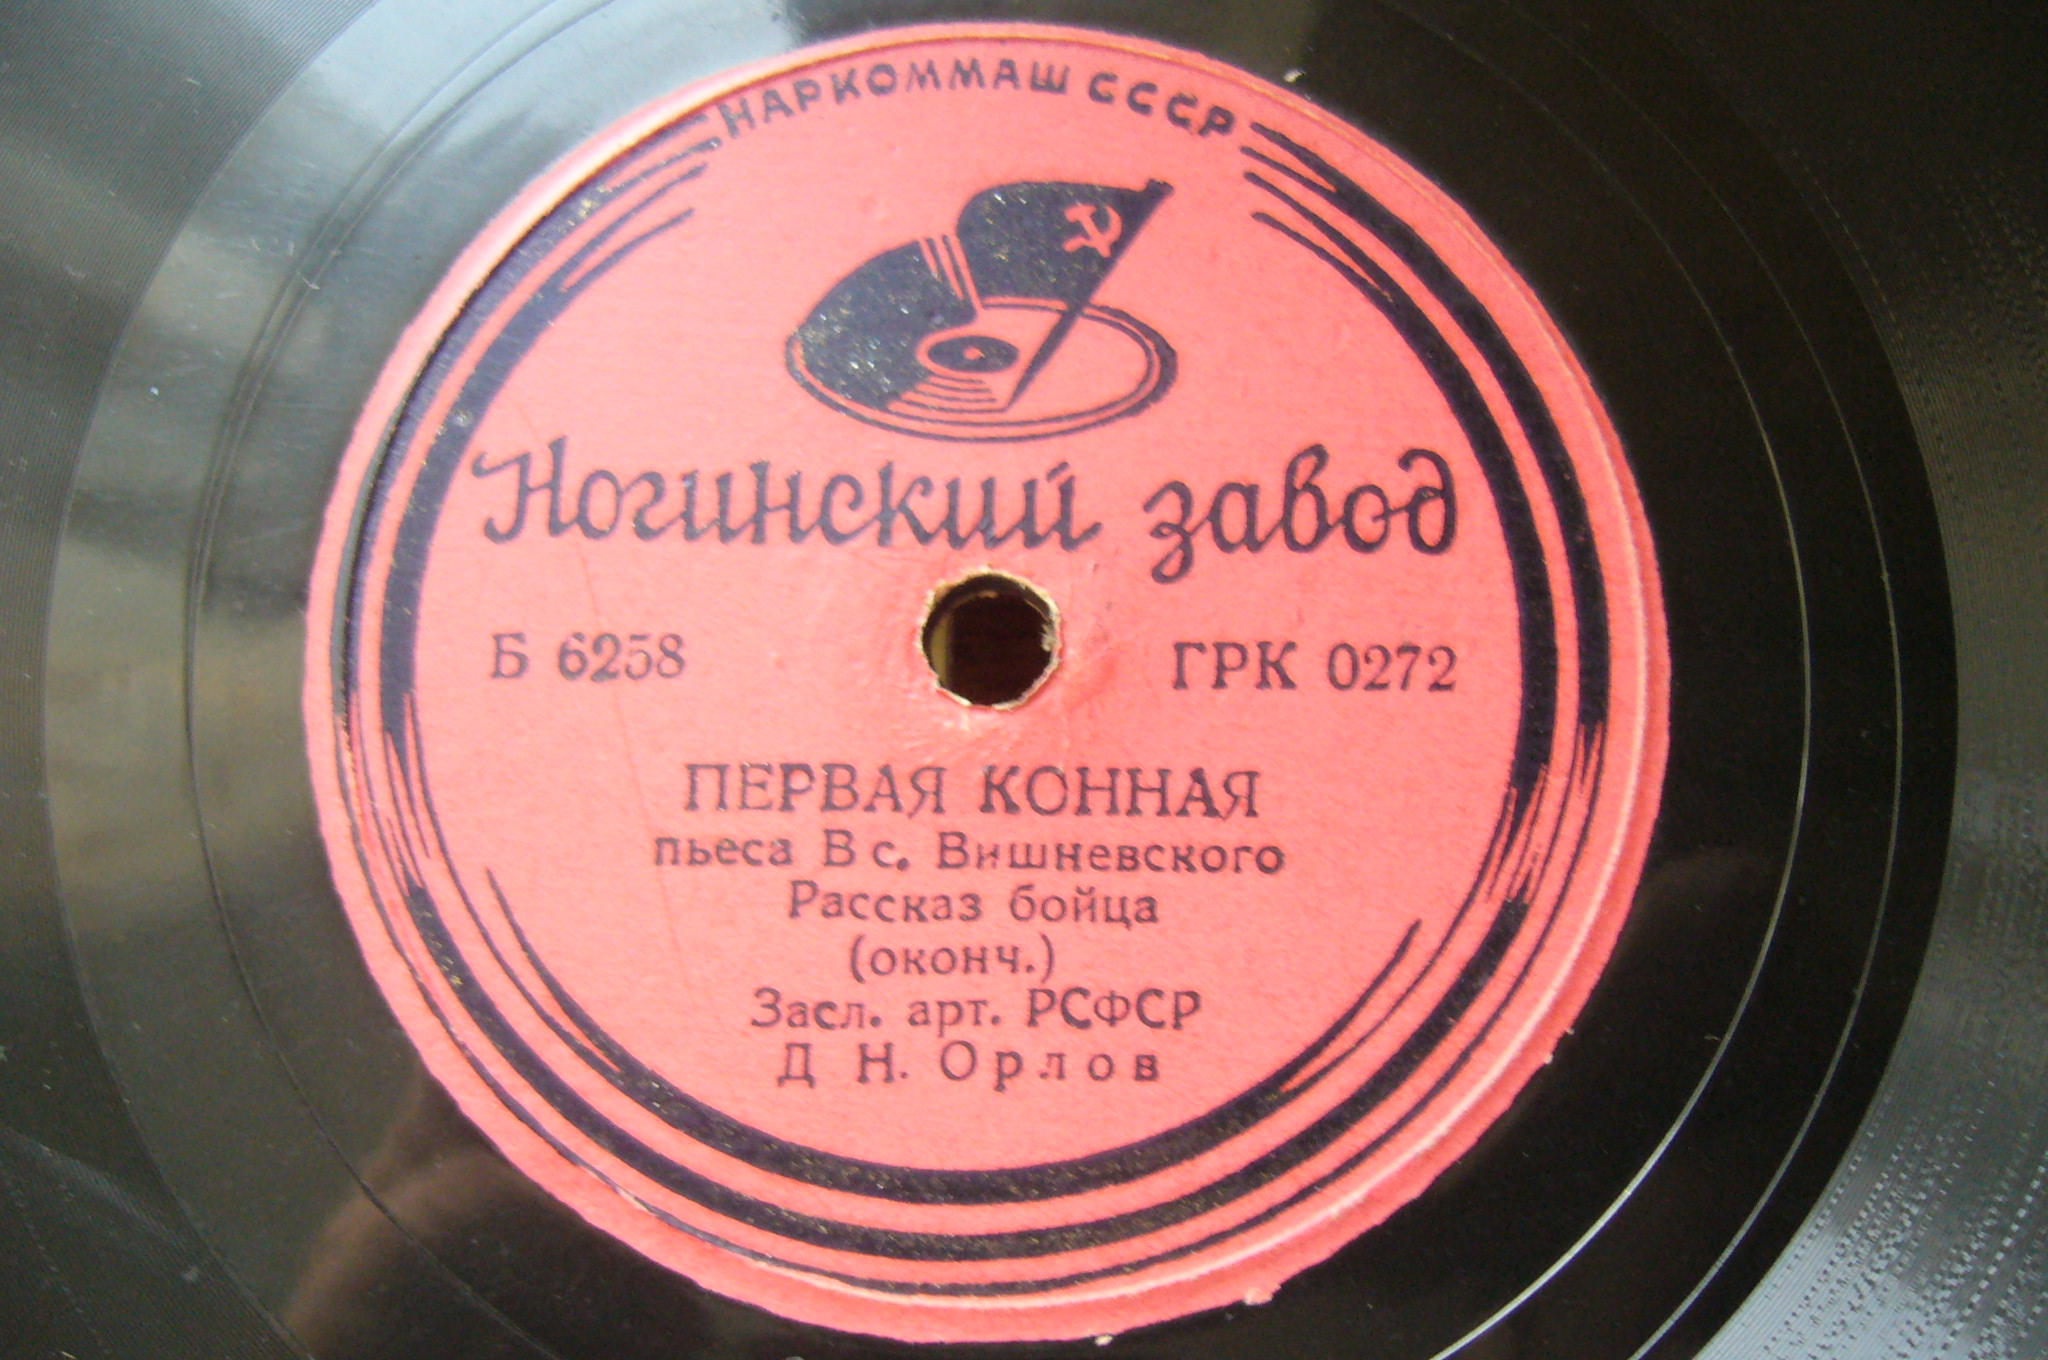 НАРКОММАШ СССР
Ногинский завод
Б 6258 ГРК 0272
ПЕРВАЯ КОННАЯ
пьеса Вс. Вишневского
Рассказ бойца
(оконч.)
Засл. арт. РСФСР
Д Н. Орлов